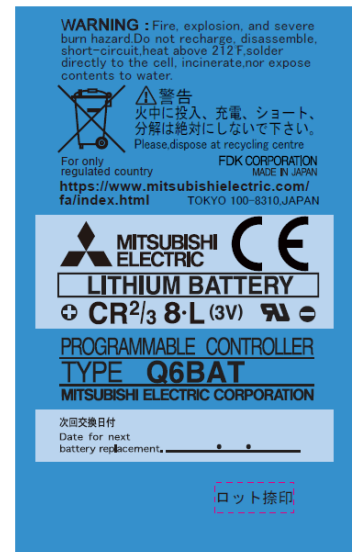 WARNING : Fire, explosion, and severe
burn hazard.Do not recharge, disassemble,
short-circuit,heat above 212°F,solder
directly to the cell, incinerate,nor expose
contents to water.
警告
火中に投入、充電、ショート、
分解は絶対にしないで下さい。
Please,dispose at recycling centre
For only
regulated country
FDK CORPORATION
MADE IN JAPAN
https://www.mitsubishielectric.com/
fa/index.html TOKYO 100-8310,JAPAN
MITSUBISHI
ELECTRIC
CE
LITHIUM BATTERY
⊕ CR2/3 8·L (3V) ⊖
PROGRAMMABLE CONTROLLER
TYPE Q6BAT
MITSUBISHI ELECTRIC CORPORATION
次回交換日付
Date for next
battery replacement. . .
ロット捺印